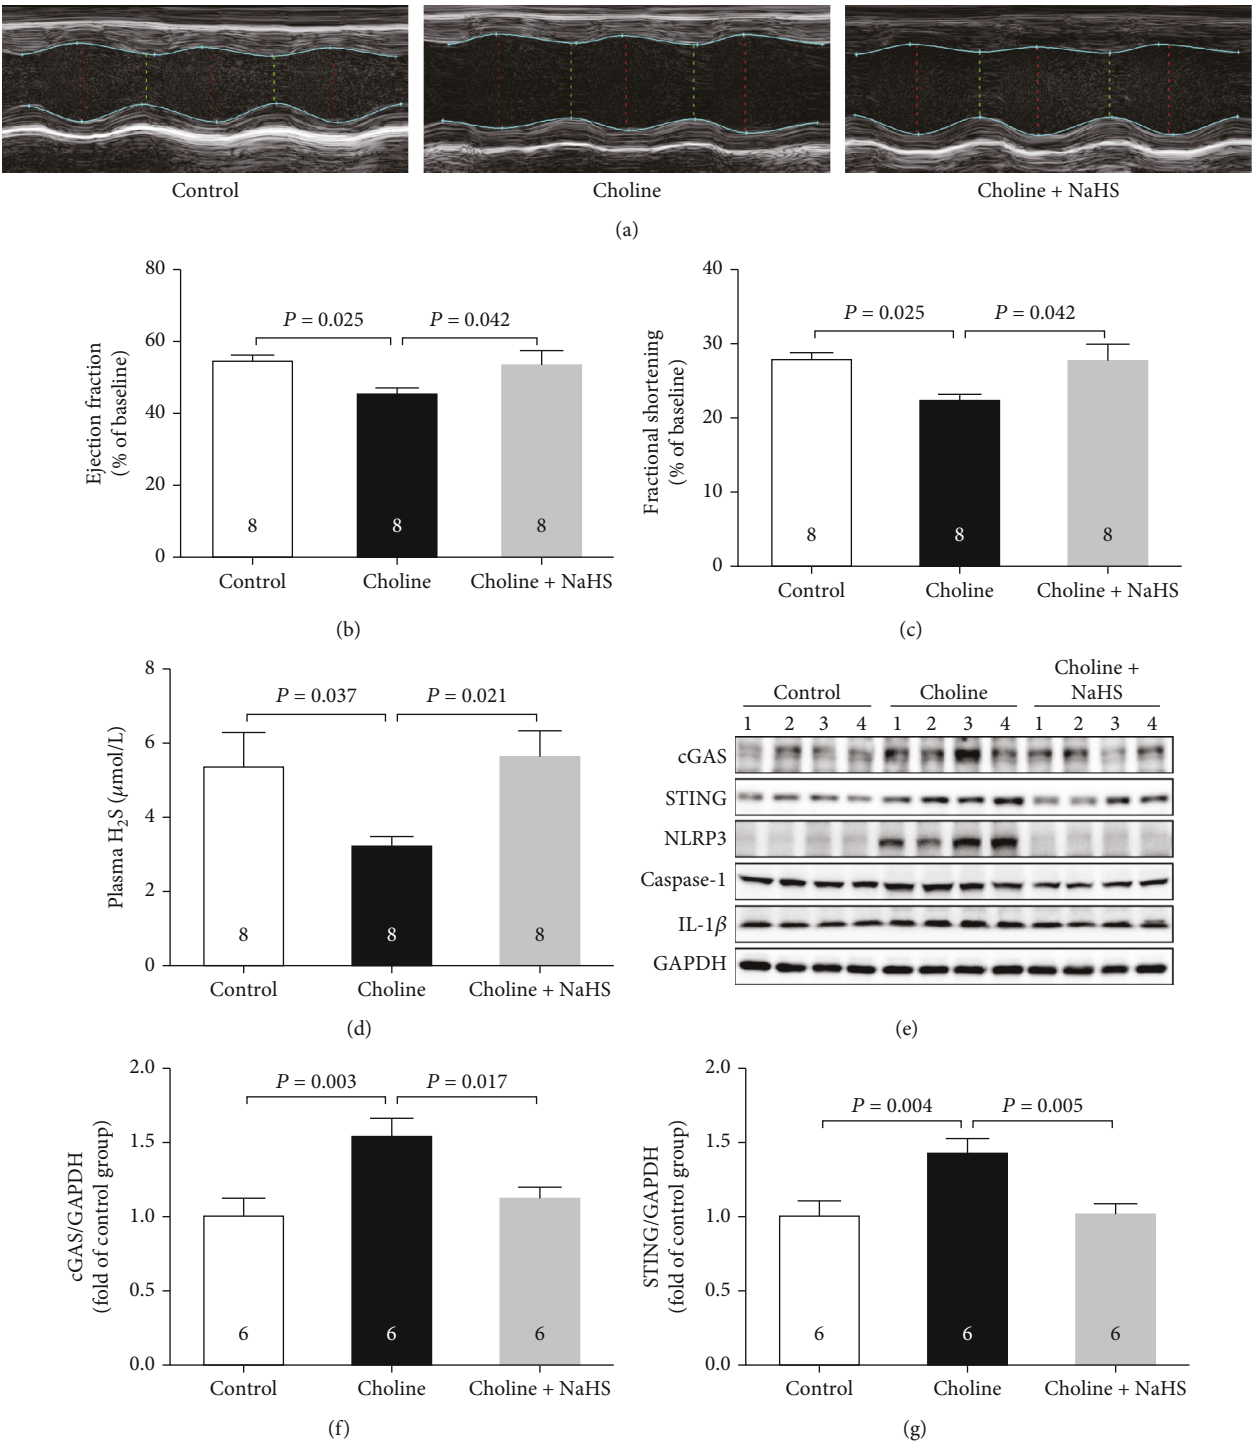 Control
Choline
Choline + NaHS
(a)
80
60
40
20
0
Ejection fraction
(% of baseline)
P = 0.025
P = 0.042
8
8
8
Control
Choline
Choline + NaHS
(b)
40
30
20
10
0
Fractional shortening
(% of baseline)
P = 0.025
P = 0.042
8
8
8
Control
Choline
Choline + NaHS
(c)
8
6
4
2
0
Plasma H₂S (μmol/L)
P = 0.037
P = 0.021
8
8
8
Control
Choline
Choline + NaHS
(d)
Control
Choline
Choline +
NaHS
1 2 3 4 1 2 3 4 1 2 3 4
cGAS
STING
NLRP3
Caspase-1
IL-1β
GAPDH
(e)
2.0
1.5
1.0
0.5
0.0
cGAS/GAPDH
(fold of control group)
P = 0.003
P = 0.017
6
6
6
Control
Choline
Choline + NaHS
(f)
2.0
1.5
1.0
0.5
0.0
STING/GAPDH
(fold of control group)
P = 0.004
P = 0.005
6
6
6
Control
Choline
Choline + NaHS
(g)